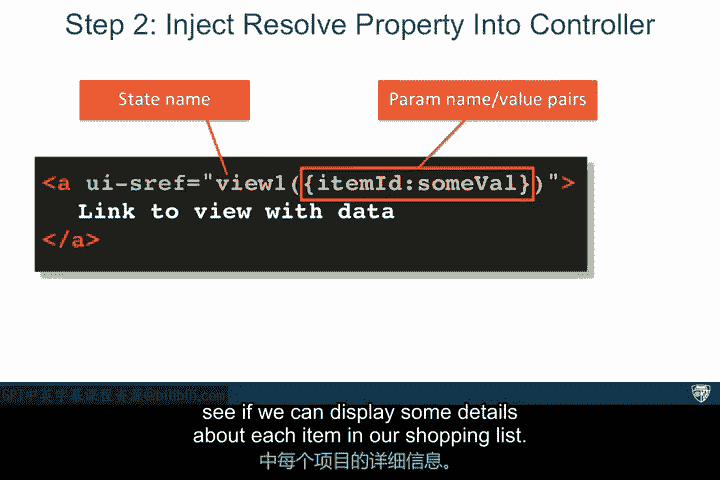 Step 2: Inject Resolve Property Into Controller
State name
Param name/value pairs
<a ui-sref="view1({itemId:someVal})">
Link to view with data
</a>
see if we can display some details
about each item in our shopping list.
中每个项目的详细信息。